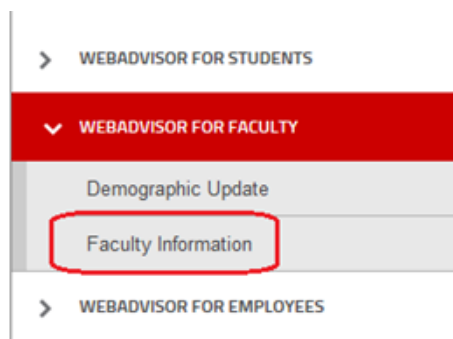 WEBADVISOR FOR STUDENTS
WEBADVISOR FOR FACULTY
Demographic Update
Faculty Information
WEBADVISOR FOR EMPLOYEES